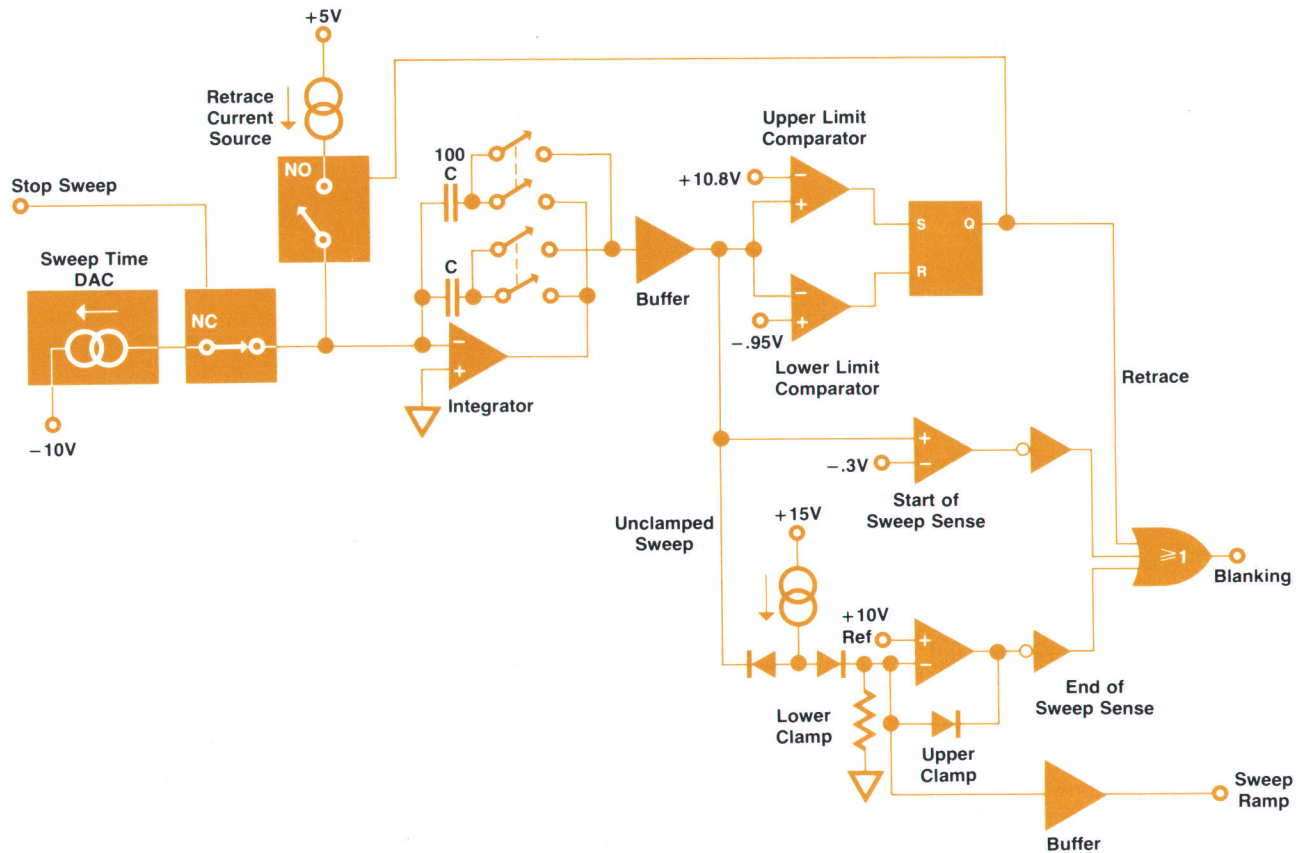 +5V
Retrace
Current
Source
NO
Stop Sweep
Sweep Time
DAC
NC
−10V
100
C
C
−
+
Integrator
Buffer
Upper Limit
Comparator
+10.8V
−
+
−
+
−.95V
Lower Limit
Comparator
S
Q
R
Retrace
+
−
−.3V
Start of
Sweep Sense
Unclamped
Sweep
+15V
+10V
Ref
+
−
≥1
Blanking
End of
Sweep Sense
Lower
Clamp
Upper
Clamp
Sweep
Ramp
Buffer